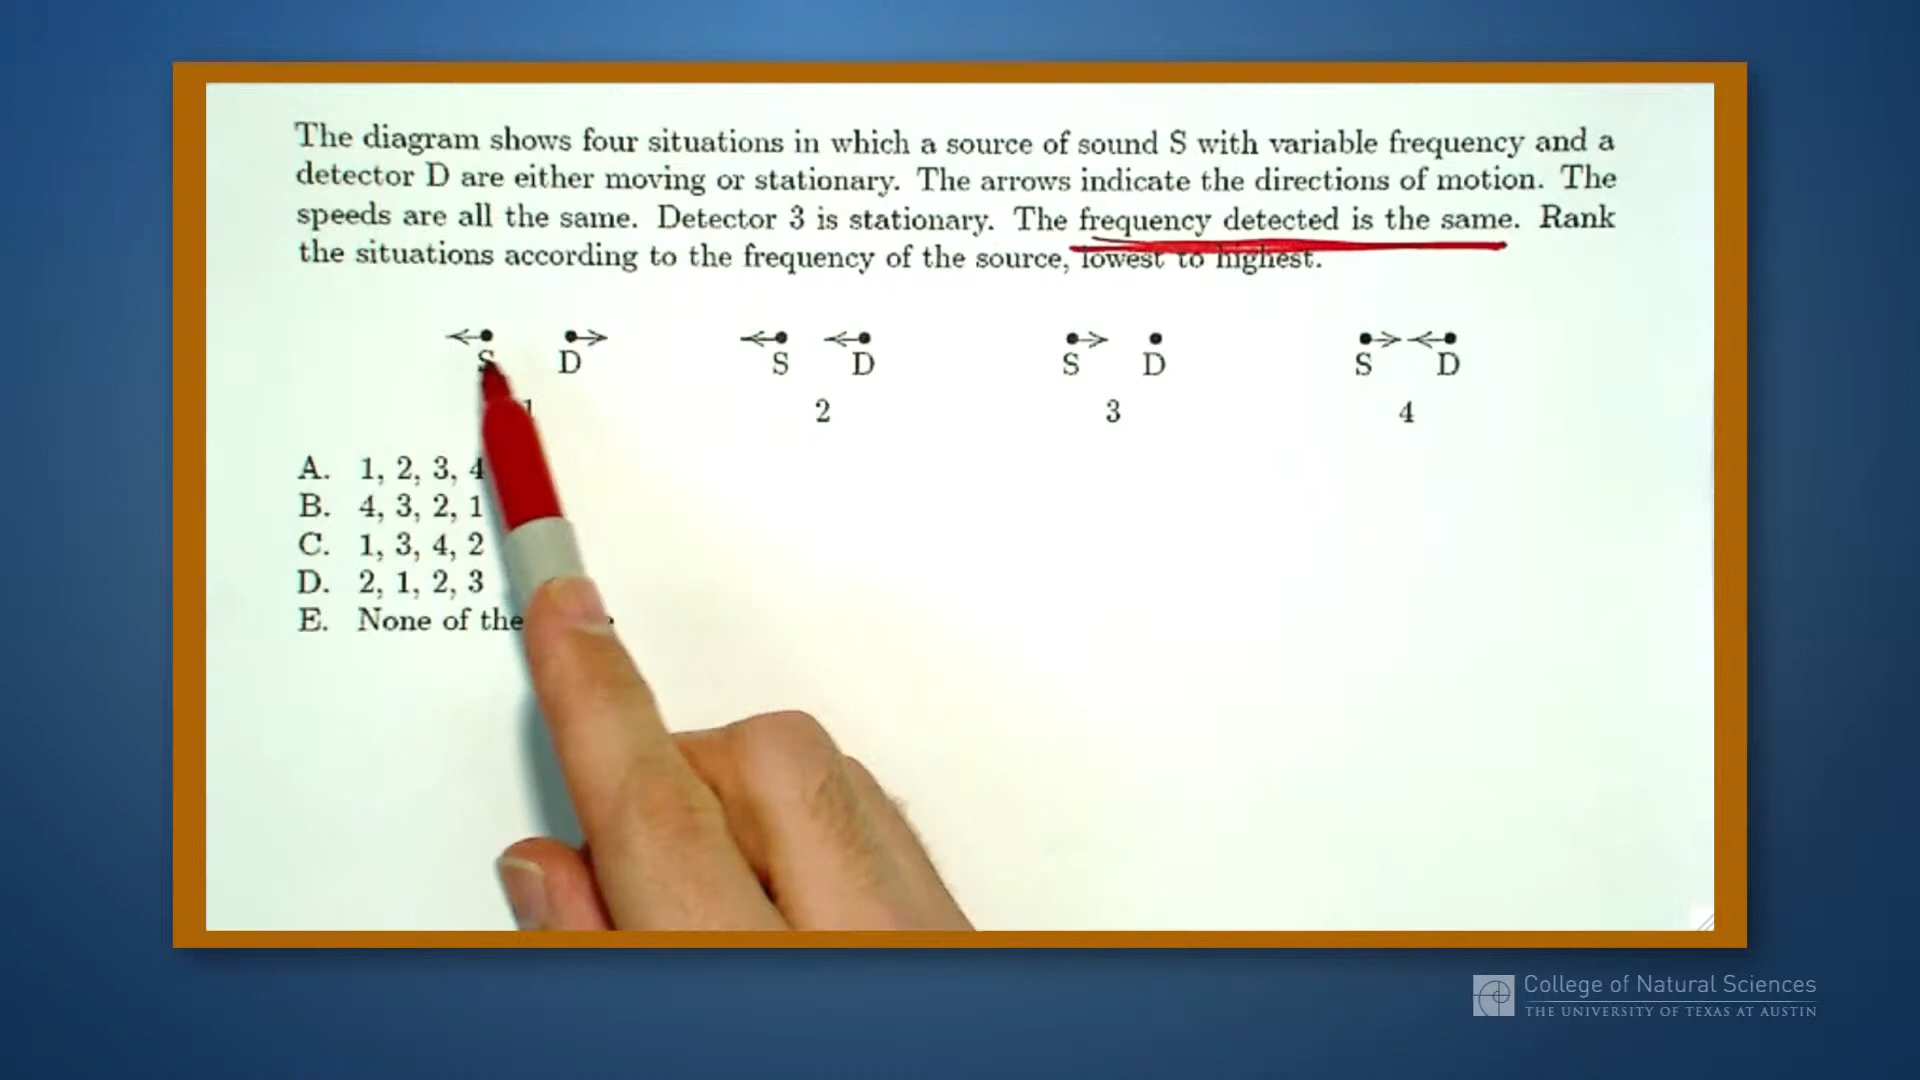 The diagram shows four situations in which a source of sound S with variable frequency and a
detector D are either moving or stationary. The arrows indicate the directions of motion. The
speeds are all the same. Detector 3 is stationary. The frequency detected is the same. Rank
the situations according to the frequency of the source, lowest to highest.
S D S D S D S D
1 2 3 4
A. 1, 2, 3, 4
B. 4, 3, 2, 1
C. 1, 3, 4, 2
D. 2, 1, 2, 3
E. None of the
College of Natural Sciences
THE UNIVERSITY OF TEXAS AT AUSTIN